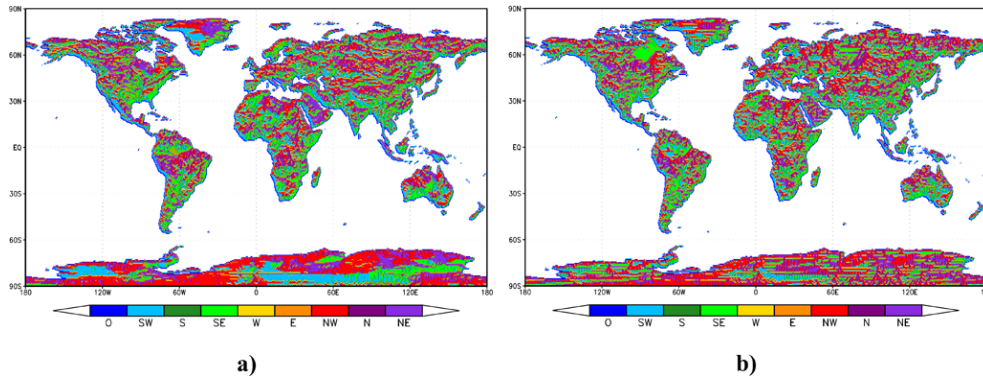 90N 90N
60N 60N
30N 30N
EQ EQ
30S 30S
60S 60S
90S 90S
180 120W 60W 0 60E 120E 180 180 120W 60W 0 60E 120E
O SW S SE W E NW N NE O SW S SE W E NW N NE
a) b)